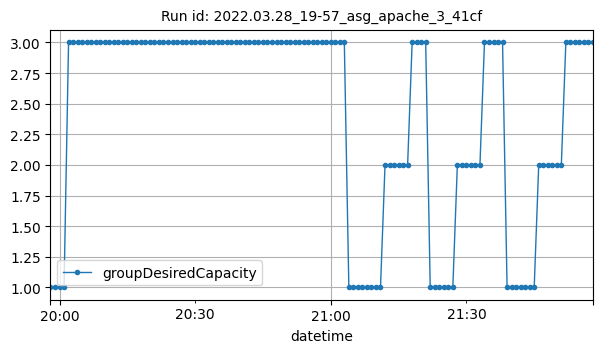 Run id: 2022.03.28_19-57_asg_apache_3_41cf
3.00
2.75
2.50
2.25
2.00
1.75
1.50
1.25
1.00
groupDesiredCapacity
20:00 20:30 21:00 21:30
datetime